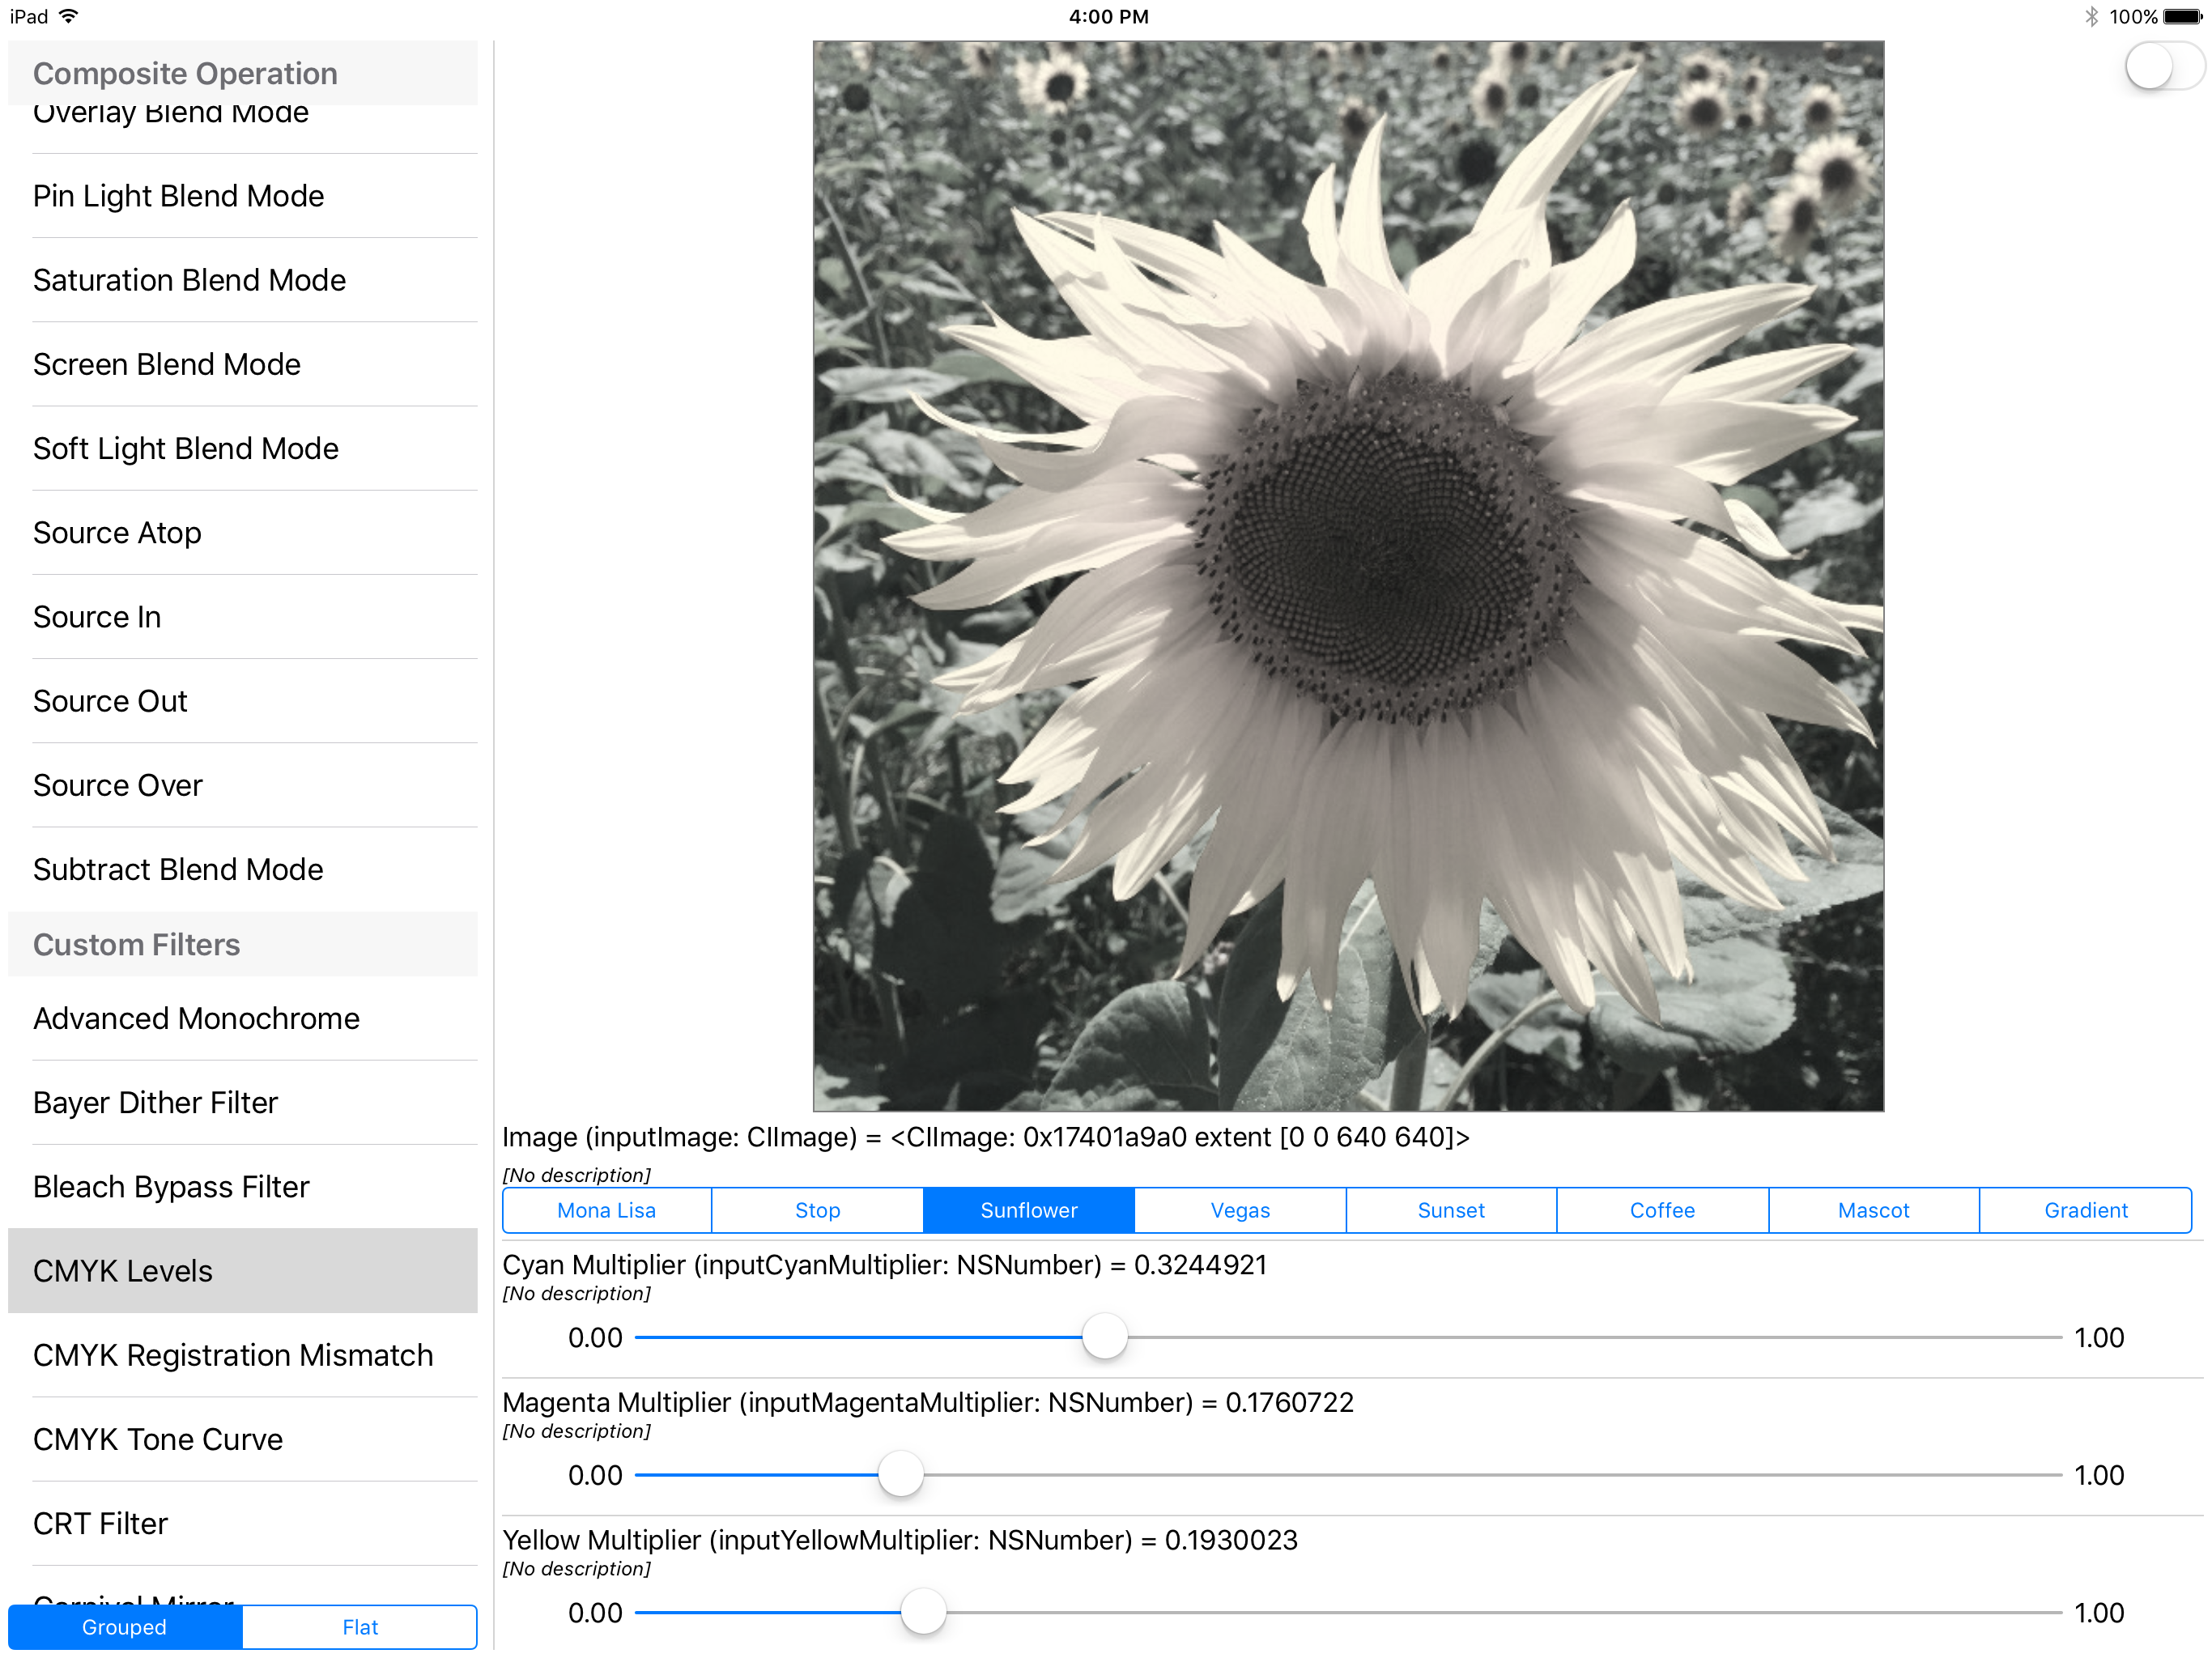 iPad
4:00 PM
100%
Composite Operation
Overlay Blend Mode
Pin Light Blend Mode
Saturation Blend Mode
Screen Blend Mode
Soft Light Blend Mode
Source Atop
Source In
Source Out
Source Over
Subtract Blend Mode
Custom Filters
Advanced Monochrome
Bayer Dither Filter
Bleach Bypass Filter
CMYK Levels
CMYK Registration Mismatch
CMYK Tone Curve
CRT Filter
Carnival Mirror
Grouped
Flat
Image (inputImage: CIImage) = <CIImage: 0x17401a9a0 extent [0 0 640 640]>
[No description]
Mona Lisa
Stop
Sunflower
Vegas
Sunset
Coffee
Mascot
Gradient
Cyan Multiplier (inputCyanMultiplier: NSNumber) = 0.3244921
[No description]
0.00
1.00
Magenta Multiplier (inputMagentaMultiplier: NSNumber) = 0.1760722
[No description]
0.00
1.00
Yellow Multiplier (inputYellowMultiplier: NSNumber) = 0.1930023
[No description]
0.00
1.00